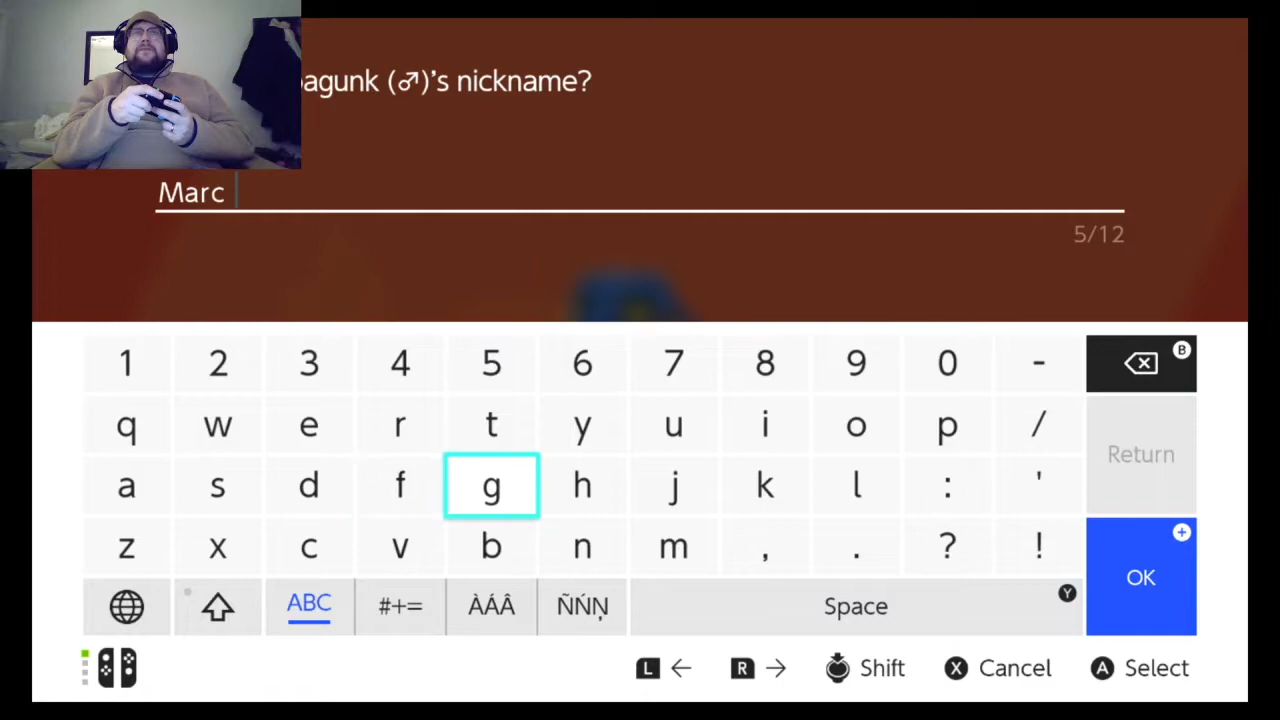 agunk (♂)'s nickname?
Marc
5/12
1 2 3 4 5 6 7 8 9 0 -
B
q w e r t y u i o p /
Return
a s d f g h j k l : '
z x c v b n m , . ? !
+
OK
ABC #+= ÀÁÂ ÑŃŅ Space Y
L ← R → Shift X Cancel A Select